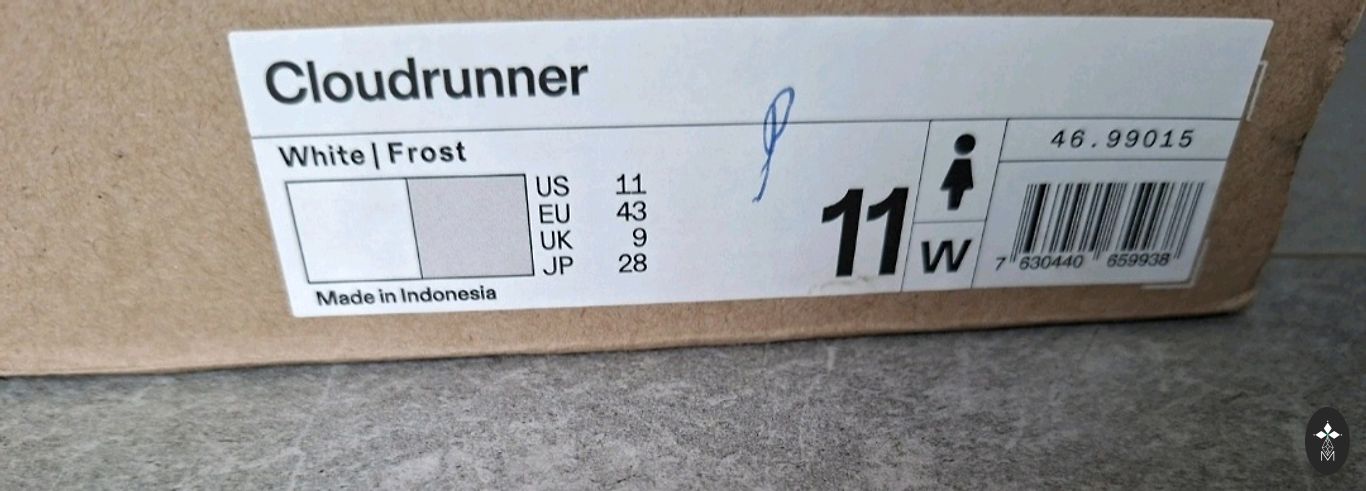 Cloudrunner
46.99015
White | Frost
US 11
EU 43
UK 9
JP 28
11
W
7 630440 659938
Made in Indonesia
M